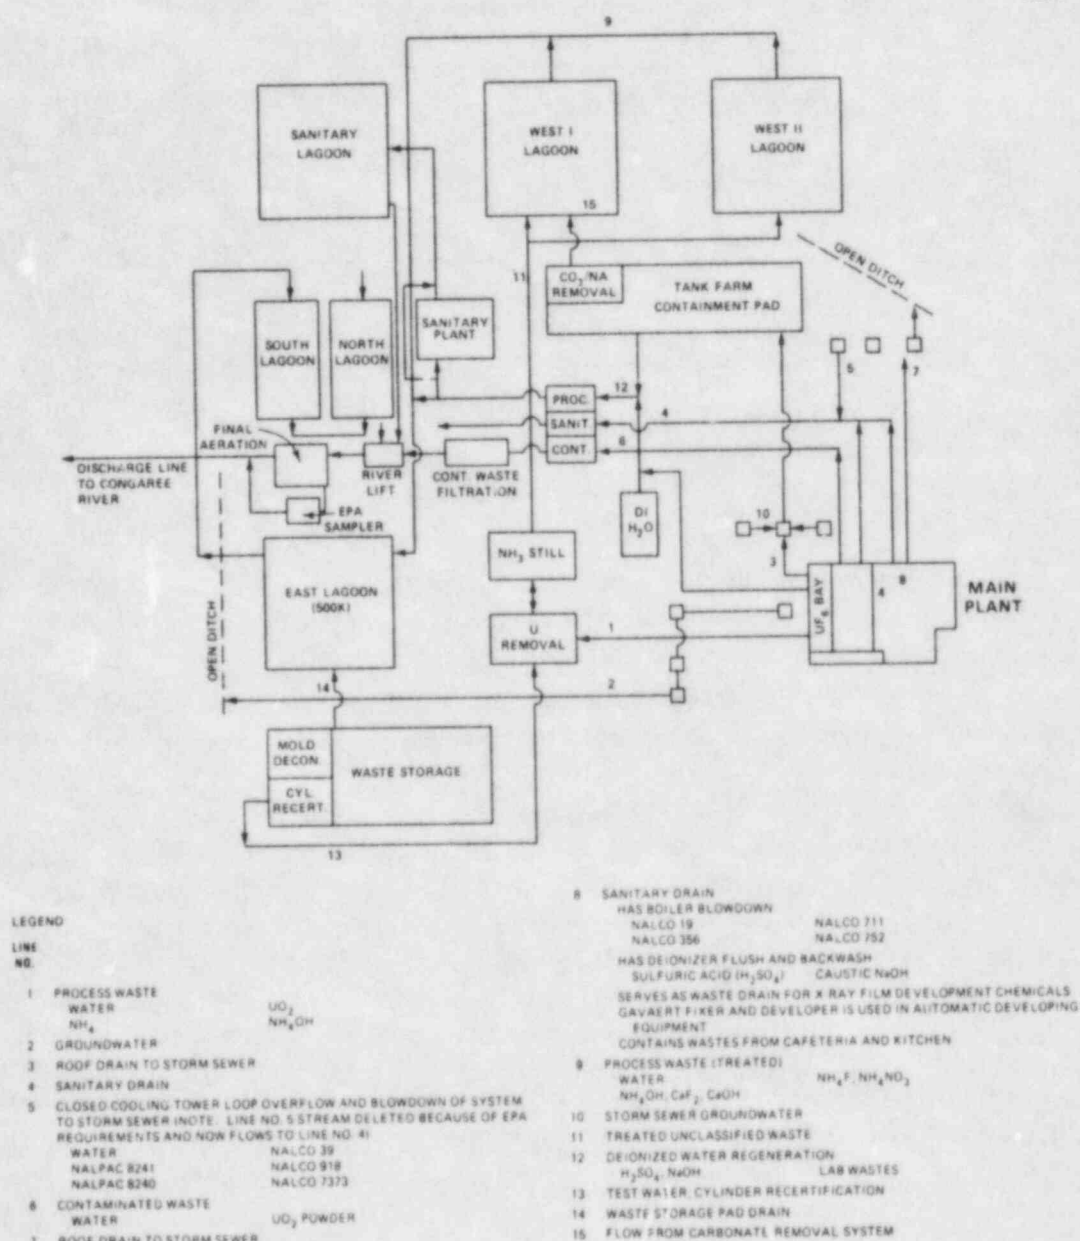 9
SANITARY
LAGOON
WEST I
LAGOON
WEST II
LAGOON
15
OPEN DITCH
11
CO3/NA
REMOVAL
TANK FARM
CONTAINMENT PAD
SOUTH
LAGOON
NORTH
LAGOON
SANITARY
PLANT
5
7
12
PROC.
4
SANIT.
6
CONT.
FINAL
AERATION
DISCHARGE LINE
TO CONGAREE
RIVER
RIVER
LIFT
CONT. WASTE
FILTRATION
EPA
SAMPLER
DI
H2O
10
NH3 STILL
3
EAST LAGOON
(500K)
UF6 BAY
4
8
MAIN
PLANT
OPEN DITCH
U
REMOVAL
1
2
14
MOLD
DECON.
WASTE STORAGE
CYL.
RECERT.
13
LEGEND
LINE
NO.
1 PROCESS WASTE
WATER UO2
NH4 NH4OH
2 GROUNDWATER
3 ROOF DRAIN TO STORM SEWER
4 SANITARY DRAIN
5 CLOSED COOLING TOWER LOOP OVERFLOW AND BLOWDOWN OF SYSTEM
TO STORM SEWER (NOTE. LINE NO. 5 STREAM DELETED BECAUSE OF EPA
REQUIREMENTS AND NOW FLOWS TO LINE NO. 4)
WATER NALCO 39
NALPAC 8241 NALCO 918
NALPAC 8240 NALCO 7373
6 CONTAMINATED WASTE
WATER UO2 POWDER
7 ROOF DRAIN TO STORM SEWER
8 SANITARY DRAIN
HAS BOILER BLOWDOWN
NALCO 19 NALCO 711
NALCO 356 NALCO 752
HAS DEIONIZER FLUSH AND BACKWASH
SULFURIC ACID (H2SO4) CAUSTIC NaOH
SERVES AS WASTE DRAIN FOR X RAY FILM DEVELOPMENT CHEMICALS
GAVAERT FIXER AND DEVELOPER IS USED IN AUTOMATIC DEVELOPING
EQUIPMENT
CONTAINS WASTES FROM CAFETERIA AND KITCHEN
9 PROCESS WASTE (TREATED)
WATER NH4F, NH4NO3
NH4OH, CaF2, CaOH
10 STORM SEWER GROUNDWATER
11 TREATED UNCLASSIFIED WASTE
12 DEIONIZED WATER REGENERATION
H2SO4, NaOH LAB WASTES
13 TEST WATER, CYLINDER RECERTIFICATION
14 WASTE STORAGE PAD DRAIN
15 FLOW FROM CARBONATE REMOVAL SYSTEM